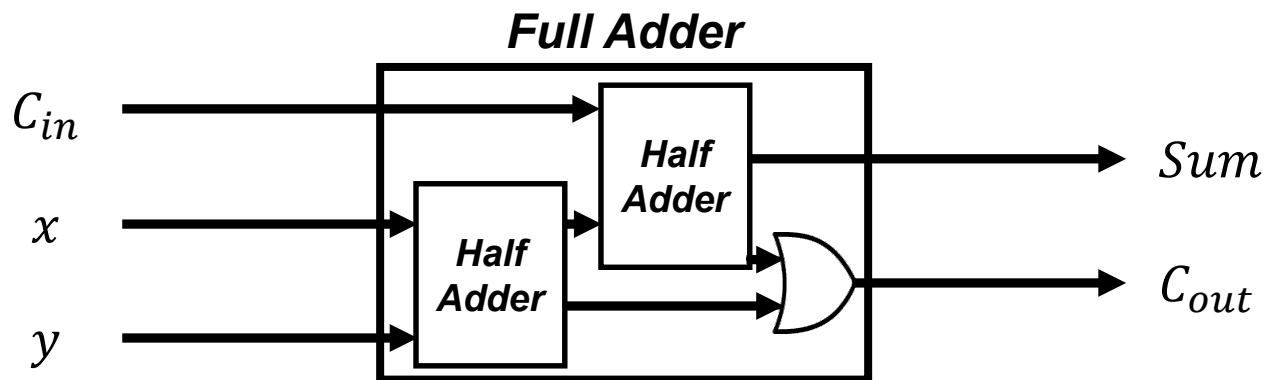 Full Adder
C_in
Half
Adder
Sum
x
Half
Adder
C_out
y